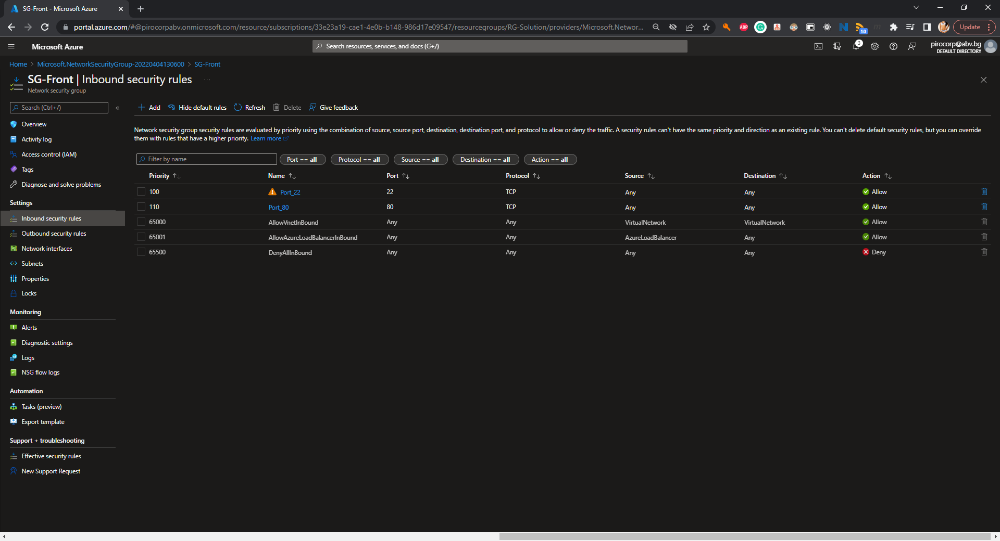 SG-Front - Microsoft Azure
portal.azure.com/#@pirocorpabv.onmicrosoft.com/resource/subscriptions/33e23a19-cae1-4e0b-b148-986d17e09547/resourcegroups/RG-Solution/providers/Microsoft.Networ...
ABP
10
Update
Microsoft Azure
Search resources, services, and docs (G+/)
3
pirocorp@abv.bg
DEFAULT DIRECTORY
Home > Microsoft.NetworkSecurityGroup-20220404130600 > SG-Front
SG-Front | Inbound security rules ...
Network security group
Search (Ctrl+/) «
Add Hide default rules Refresh Delete Give feedback
Overview
Activity log
Access control (IAM)
Tags
Diagnose and solve problems
Settings
Inbound security rules
Outbound security rules
Network interfaces
Subnets
Properties
Locks
Monitoring
Alerts
Diagnostic settings
Logs
NSG flow logs
Automation
Tasks (preview)
Export template
Support + troubleshooting
Effective security rules
New Support Request
Network security group security rules are evaluated by priority using the combination of source, source port, destination, destination port, and protocol to allow or deny the traffic. A security rules can't have the same priority and direction as an existing rule. You can't delete default security rules, but you can override
them with rules that have a higher priority. Learn more
Filter by name Port == all Protocol == all Source == all Destination == all Action == all
Priority ↑↓ Name ↑↓ Port ↑↓ Protocol ↑↓ Source ↑↓ Destination ↑↓ Action ↑↓
100 Port_22 22 TCP Any Any Allow
110 Port_80 80 TCP Any Any Allow
65000 AllowVnetInBound Any Any VirtualNetwork VirtualNetwork Allow
65001 AllowAzureLoadBalancerInBound Any Any AzureLoadBalancer Any Allow
65500 DenyAllInBound Any Any Any Any Deny